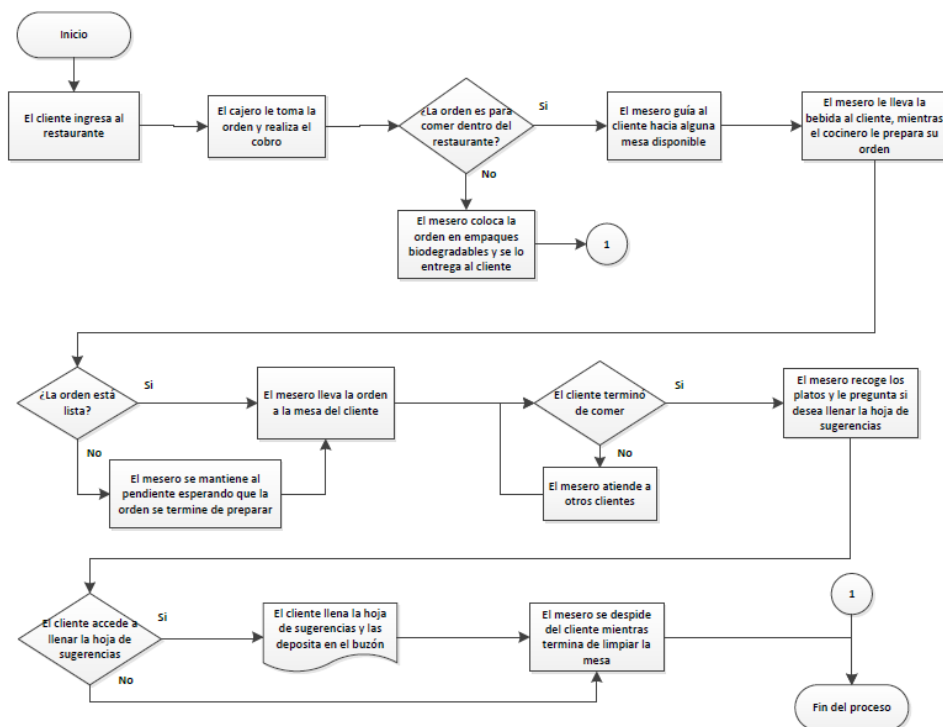 Inicio
El cliente ingresa al
restaurante
El cajero le toma la
orden y realiza el
cobro
¿La orden es para
comer dentro del
restaurante?
Si
No
El mesero guía al
cliente hacia alguna
mesa disponible
El mesero le lleva la
bebida al cliente, mientras
el cocinero le prepara su
orden
El mesero coloca la
orden en empaques
biodegradables y se lo
entrega al cliente
1
¿La orden está
lista?
Si
No
El mesero lleva la orden
a la mesa del cliente
El mesero se mantiene al
pendiente esperando que la
orden se termine de preparar
El cliente terminó
de comer
Si
No
El mesero atiende a
otros clientes
El mesero recoge los
platos y le pregunta si
desea llenar la hoja de
sugerencias
El cliente accede a
llenar la hoja de
sugerencias
Si
No
El cliente llena la hoja
de sugerencias y las
deposita en el buzón
El mesero se despide
del cliente mientras
termina de limpiar la
mesa
1
Fin del proceso